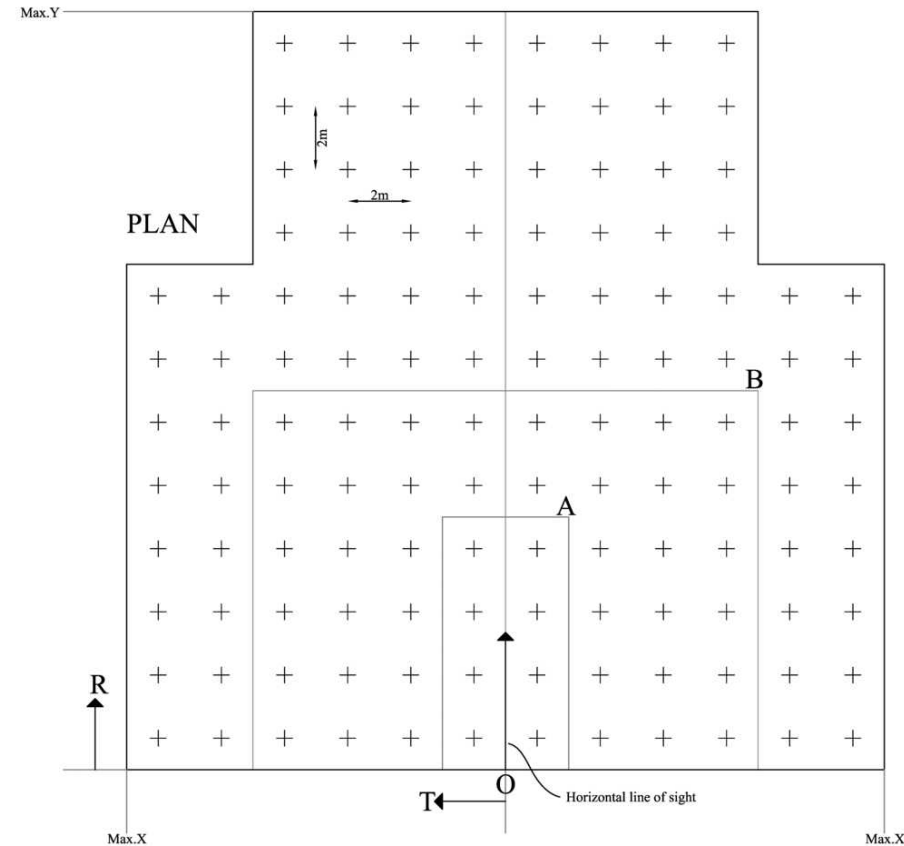 Max.Y
2m
2m
PLAN
B
A
R
O
T
Horizontal line of sight
Max.X
Max.X